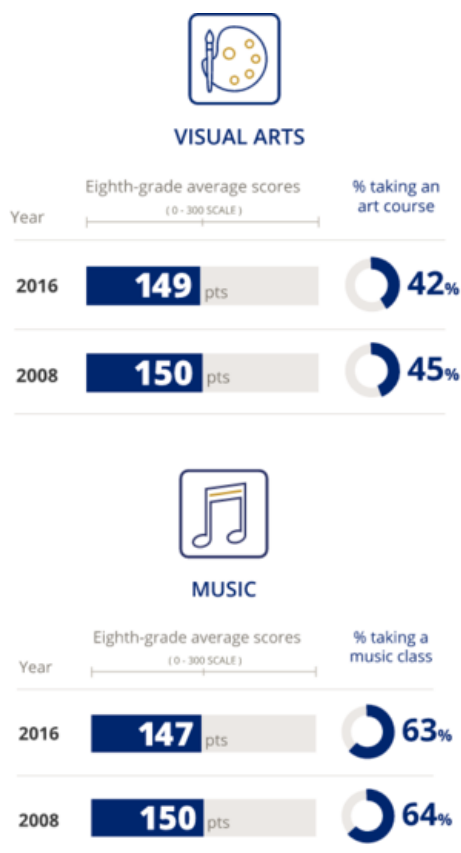 VISUAL ARTS
Eighth-grade average scores
% taking an
art course
( 0 - 300 SCALE )
Year
2016 149 pts 42%
2008 150 pts 45%
MUSIC
Eighth-grade average scores
% taking a
music class
( 0 - 300 SCALE )
Year
2016 147 pts 63%
2008 150 pts 64%